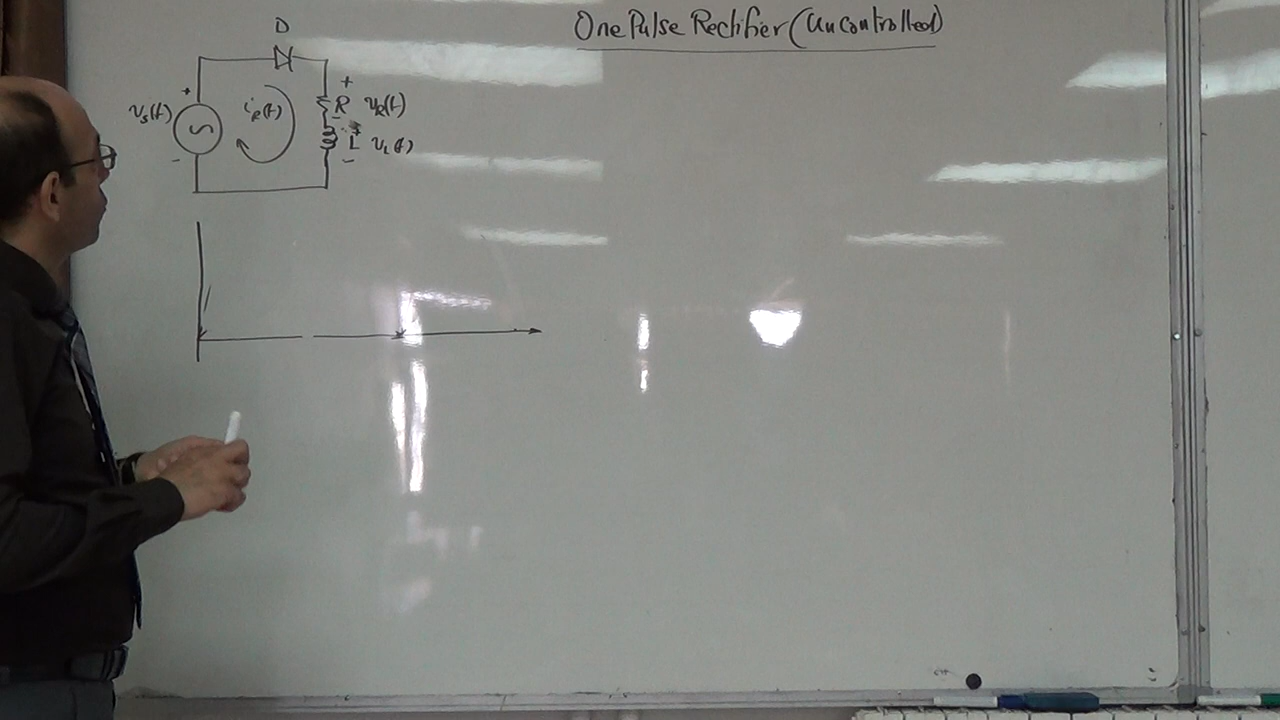 One Pulse Rectifier (Uncontrolled)
D
+
vs(t)
iR(t)
-
+
R vR(t)
-
L vL(t)
-